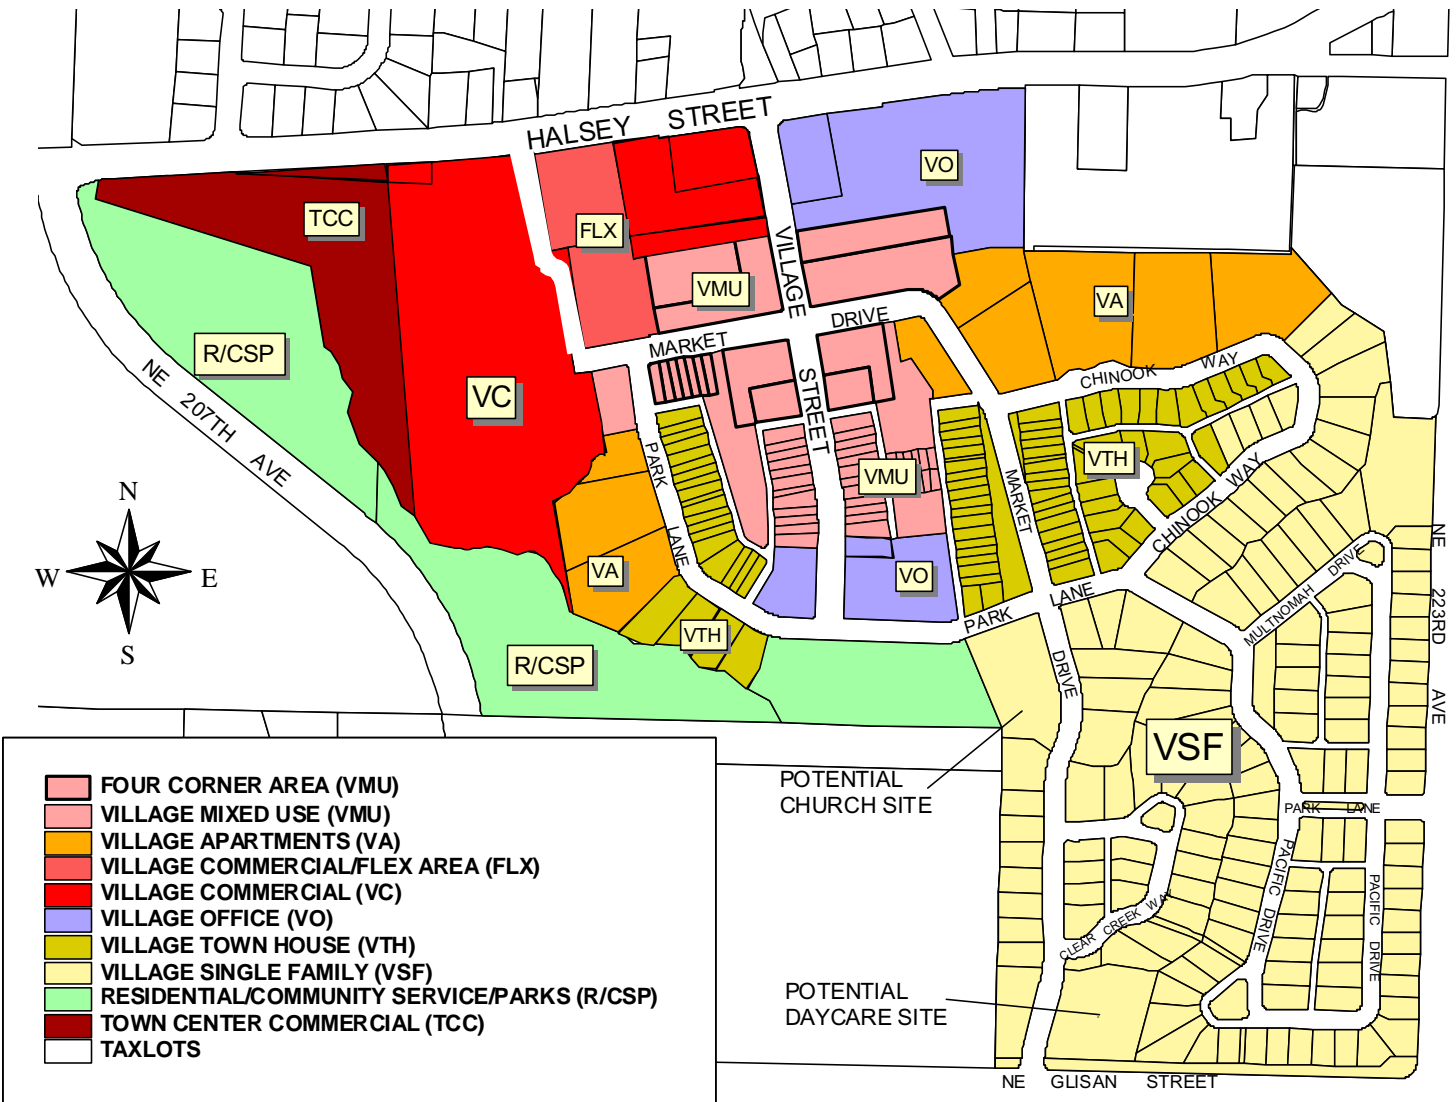 HALSEY STREET
VO
TCC
FLX
VILLAGE STREET
VMU
VA
R/CSP
MARKET DRIVE
NE 207TH AVE
VC
CHINOOK WAY
PARK LANE
VMU
VTH
MARKET DRIVE
CHINOOK WAY
N
W E
S
VA
VO
NE 223RD AVE
MULTNOMAH DRIVE
PARK LANE
VTH
R/CSP
VSF
POTENTIAL
CHURCH SITE
PARK LANE
PACIFIC DRIVE
PACIFIC DRIVE
CLEAR CREEK WAY
POTENTIAL
DAYCARE SITE
NE GLISAN STREET
FOUR CORNER AREA (VMU)
VILLAGE MIXED USE (VMU)
VILLAGE APARTMENTS (VA)
VILLAGE COMMERCIAL/FLEX AREA (FLX)
VILLAGE COMMERCIAL (VC)
VILLAGE OFFICE (VO)
VILLAGE TOWN HOUSE (VTH)
VILLAGE SINGLE FAMILY (VSF)
RESIDENTIAL/COMMUNITY SERVICE/PARKS (R/CSP)
TOWN CENTER COMMERCIAL (TCC)
TAXLOTS